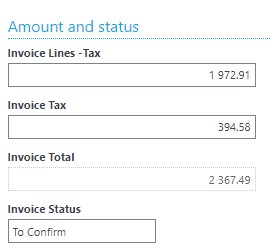 Amount and status
Invoice Lines -Tax
1 972.91
Invoice Tax
394.58
Invoice Total
2 367.49
Invoice Status
To Confirm